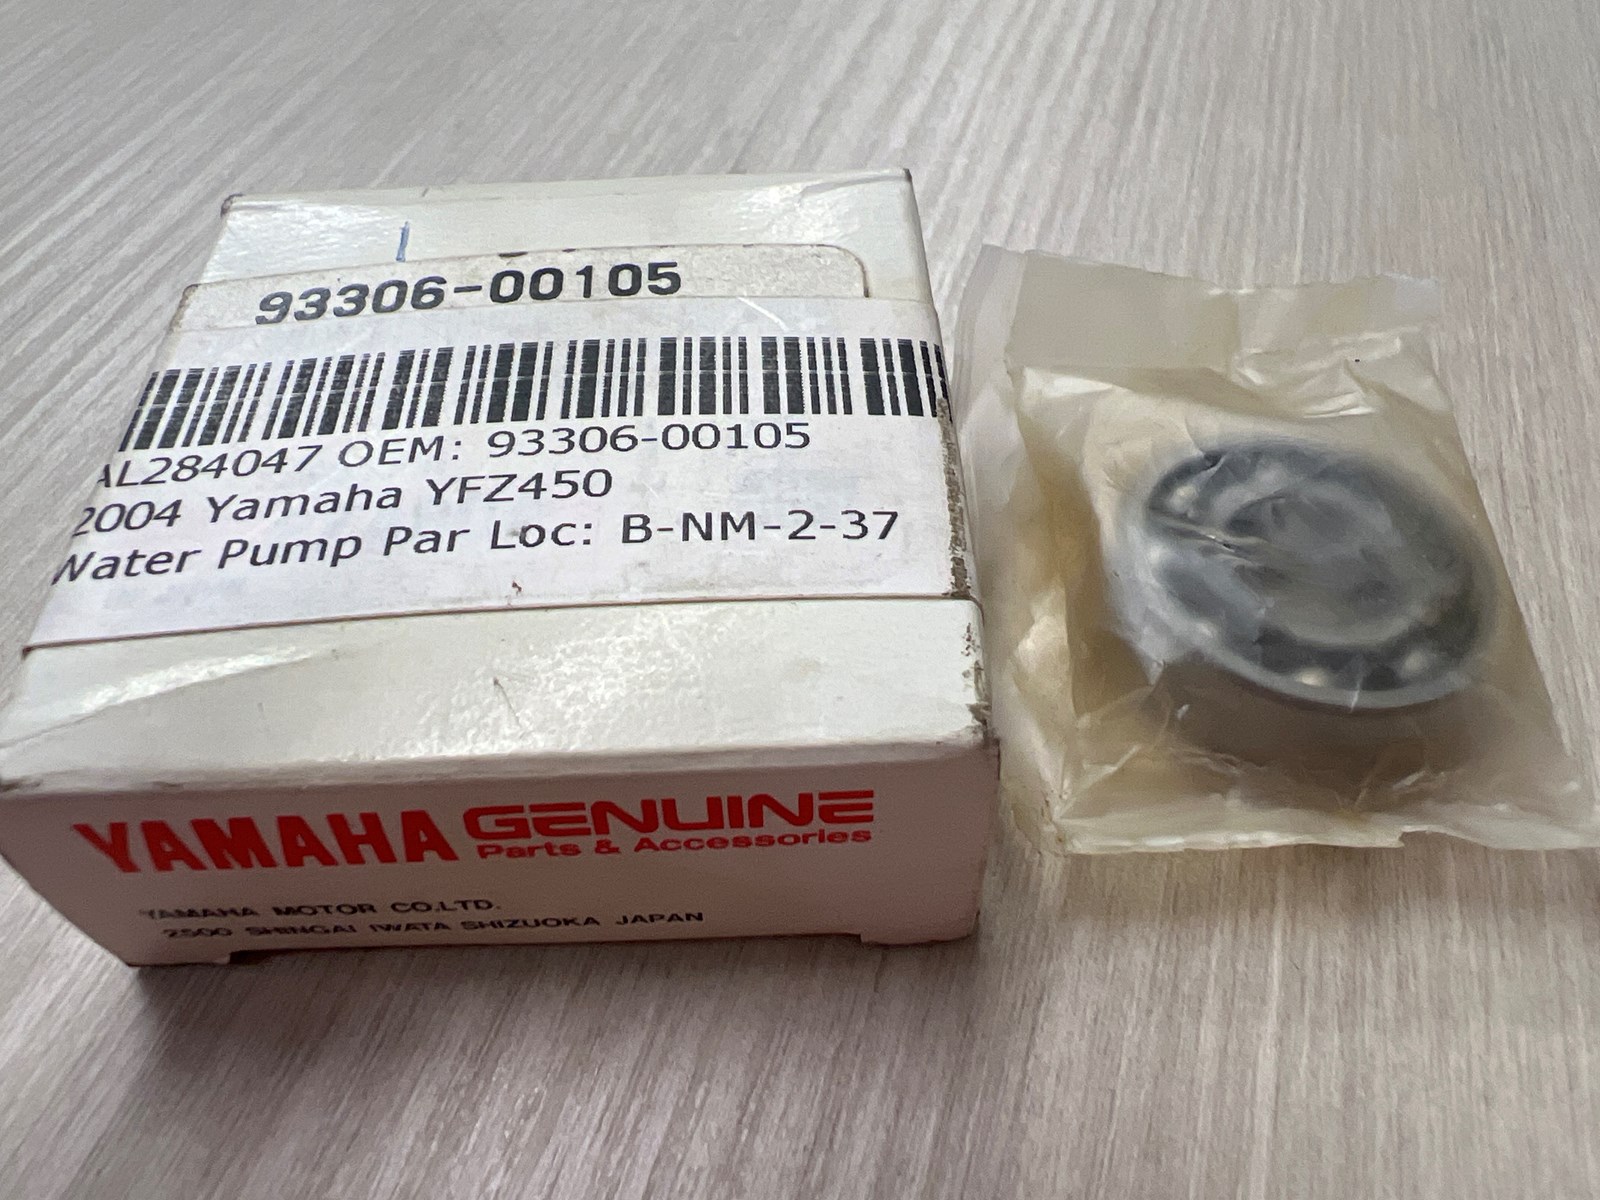 93306-00105
AL284047 OEM: 93306-00105
2004 Yamaha YFZ450
Water Pump Par Loc: B-NM-2-37
YAMAHA GENUINE
Parts & Accessories
YAMAHA MOTOR CO.LTD.
2500 SHINGAI IWATA SHIZUOKA JAPAN